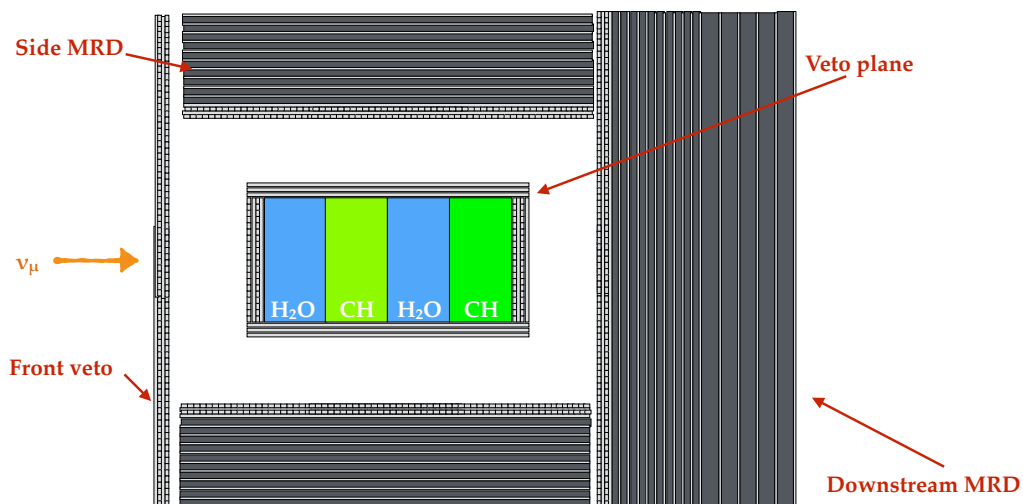 Side MRD
Veto plane
νμ
H₂O CH H₂O CH
Front veto
Downstream MRD